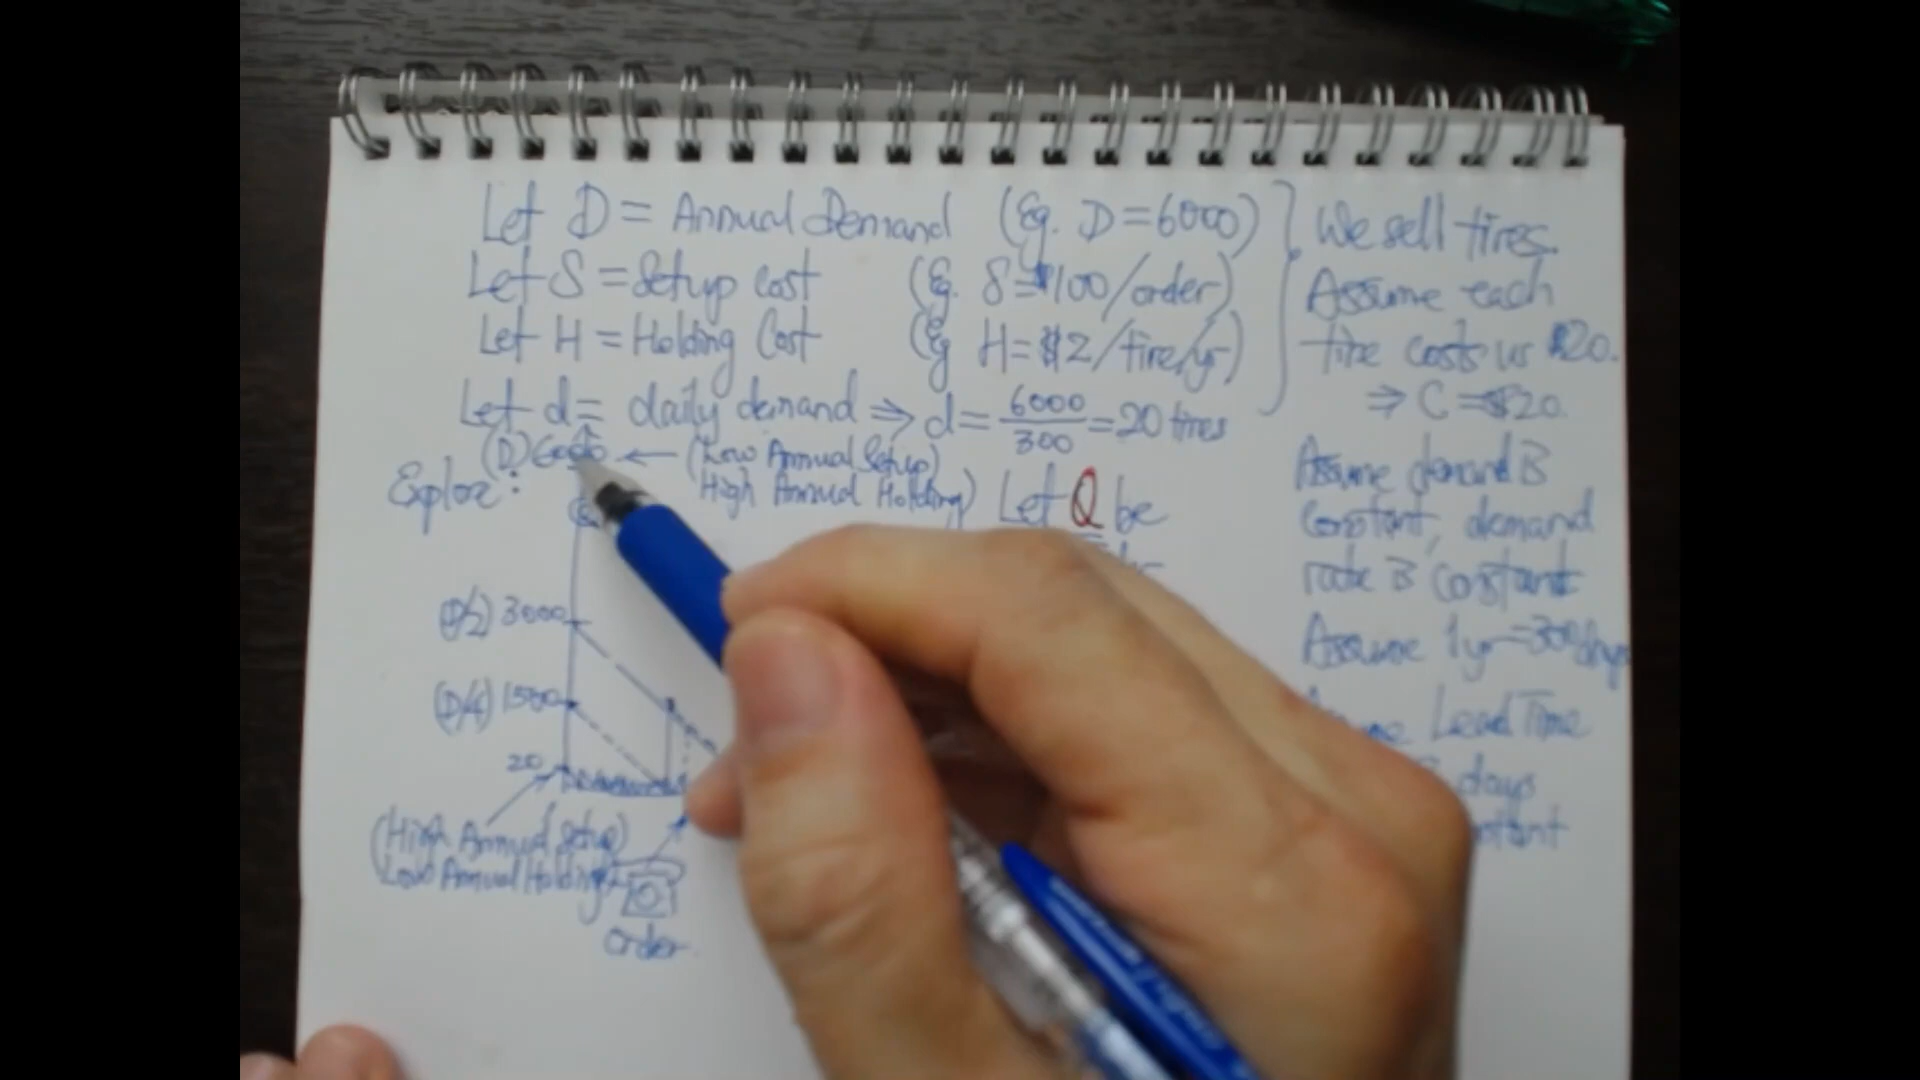 Let D = Annual Demand (Eg. D=6000)
Let S = Setup Cost (Eg. S=$100/order)
Let H = Holding Cost (Eg H=$2/tire/yr)
Let d = daily demand ⇒ d = 6000/300 = 20 tires
(D) 6000 ← (Low Annual Setup)
Explore: High Annual Holding)
Let Q be
(D/2) 3000
(D/4) 1500
20
(High Annual Setup)
Low Annual Holding)
Order
We sell tires.
Assume each
tire costs us $20.
⇒ C = $20.
Assume demand is
constant, demand
rate is constant
Assume 1 yr = 300 days
Lead Time
days